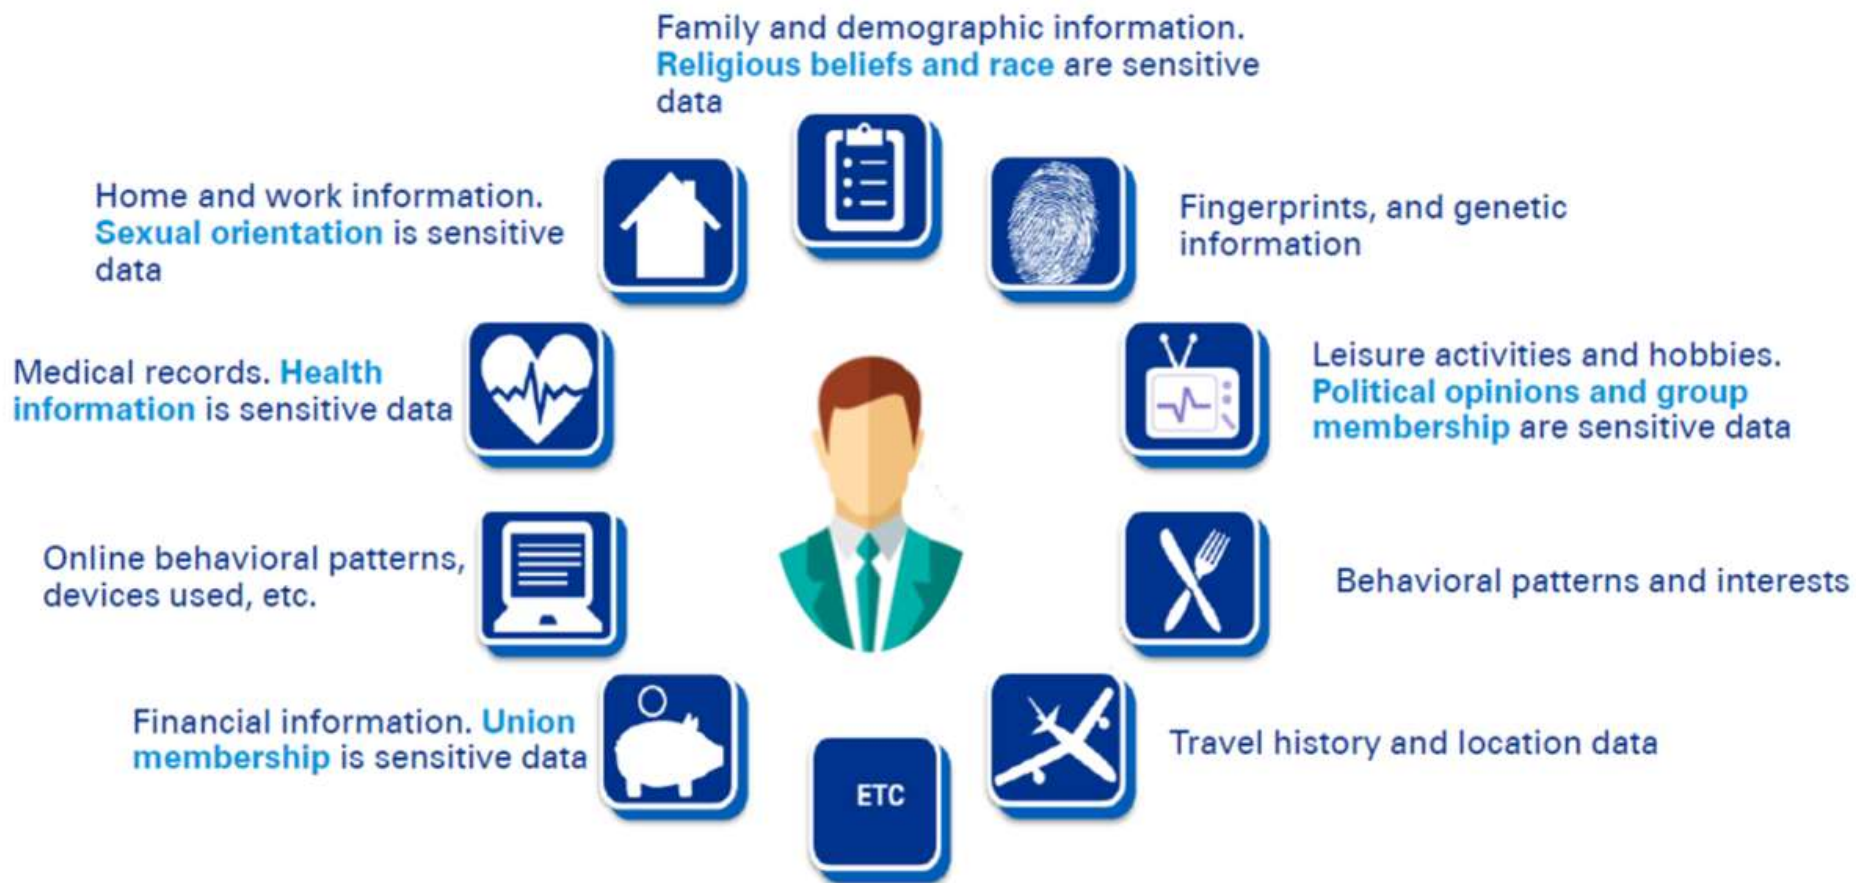 Family and demographic information.
Religious beliefs and race are sensitive
data
Home and work information.
Sexual orientation is sensitive
data
Fingerprints, and genetic
information
Medical records. Health
information is sensitive data
Leisure activities and hobbies.
Political opinions and group
membership are sensitive data
Online behavioral patterns,
devices used, etc.
Behavioral patterns and interests
Financial information. Union
membership is sensitive data
Travel history and location data
ETC